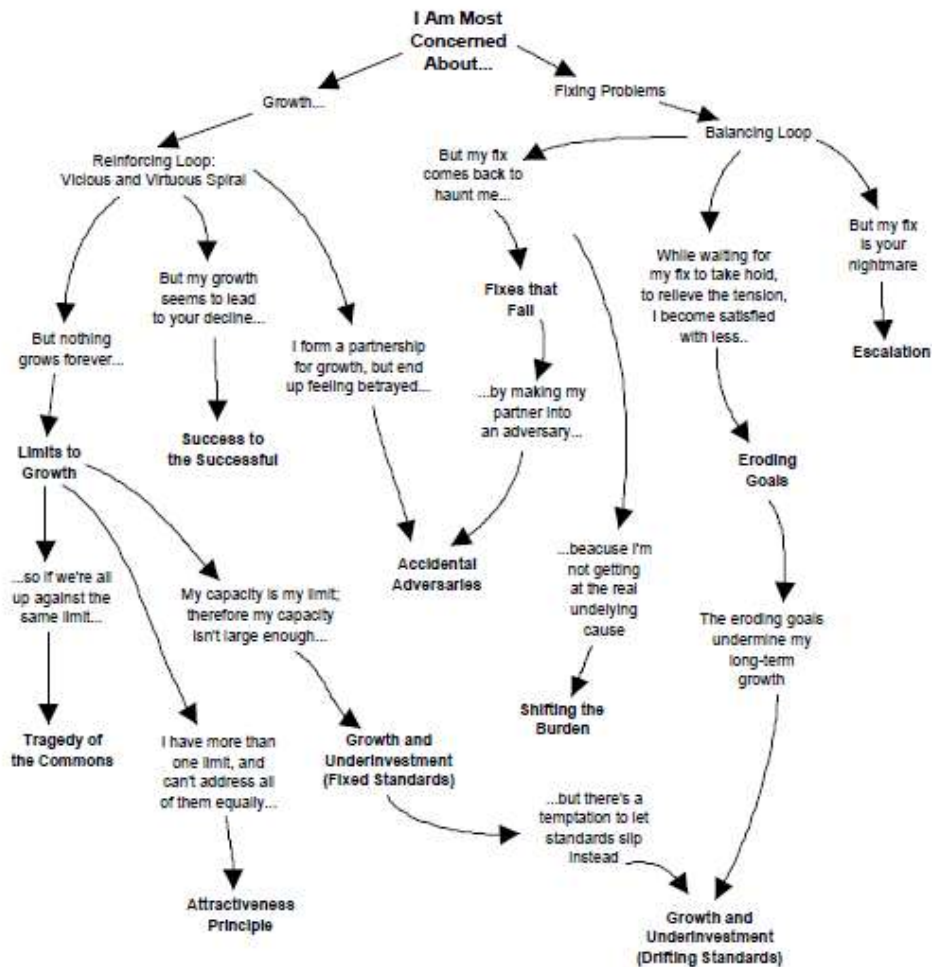 I Am Most
Concerned
About...
Growth...
Fixing Problems
Reinforcing Loop:
Vicious and Virtuous Spiral
Balancing Loop
But my fix
comes back to
haunt me...
But nothing
grows forever...
But my growth
seems to lead
to your decline...
I form a partnership
for growth, but end
up feeling betrayed...
Fixes that
Fail
While waiting for
my fix to take hold,
to relieve the tension,
I become satisfied
with less..
But my fix
is your
nightmare
Escalation
...by making my
partner into
an adversary...
Limits to
Growth
Success to
the Successful
Eroding
Goals
Accidental
Adversaries
...beacuse I'm
not getting
at the real
undelying
cause
...so if we're all
up against the
same limit...
My capacity is my limit;
therefore my capacity
isn't large enough...
The eroding goals
undermine my
long-term
growth
Shifting the
Burden
Tragedy of
the Commons
I have more than
one limit, and
can't address all
of them equally...
Growth and
Underinvestment
(Fixed Standards)
...but there's a
temptation to let
standards slip
instead
Attractiveness
Principle
Growth and
Underinvestment
(Drifting Standards)